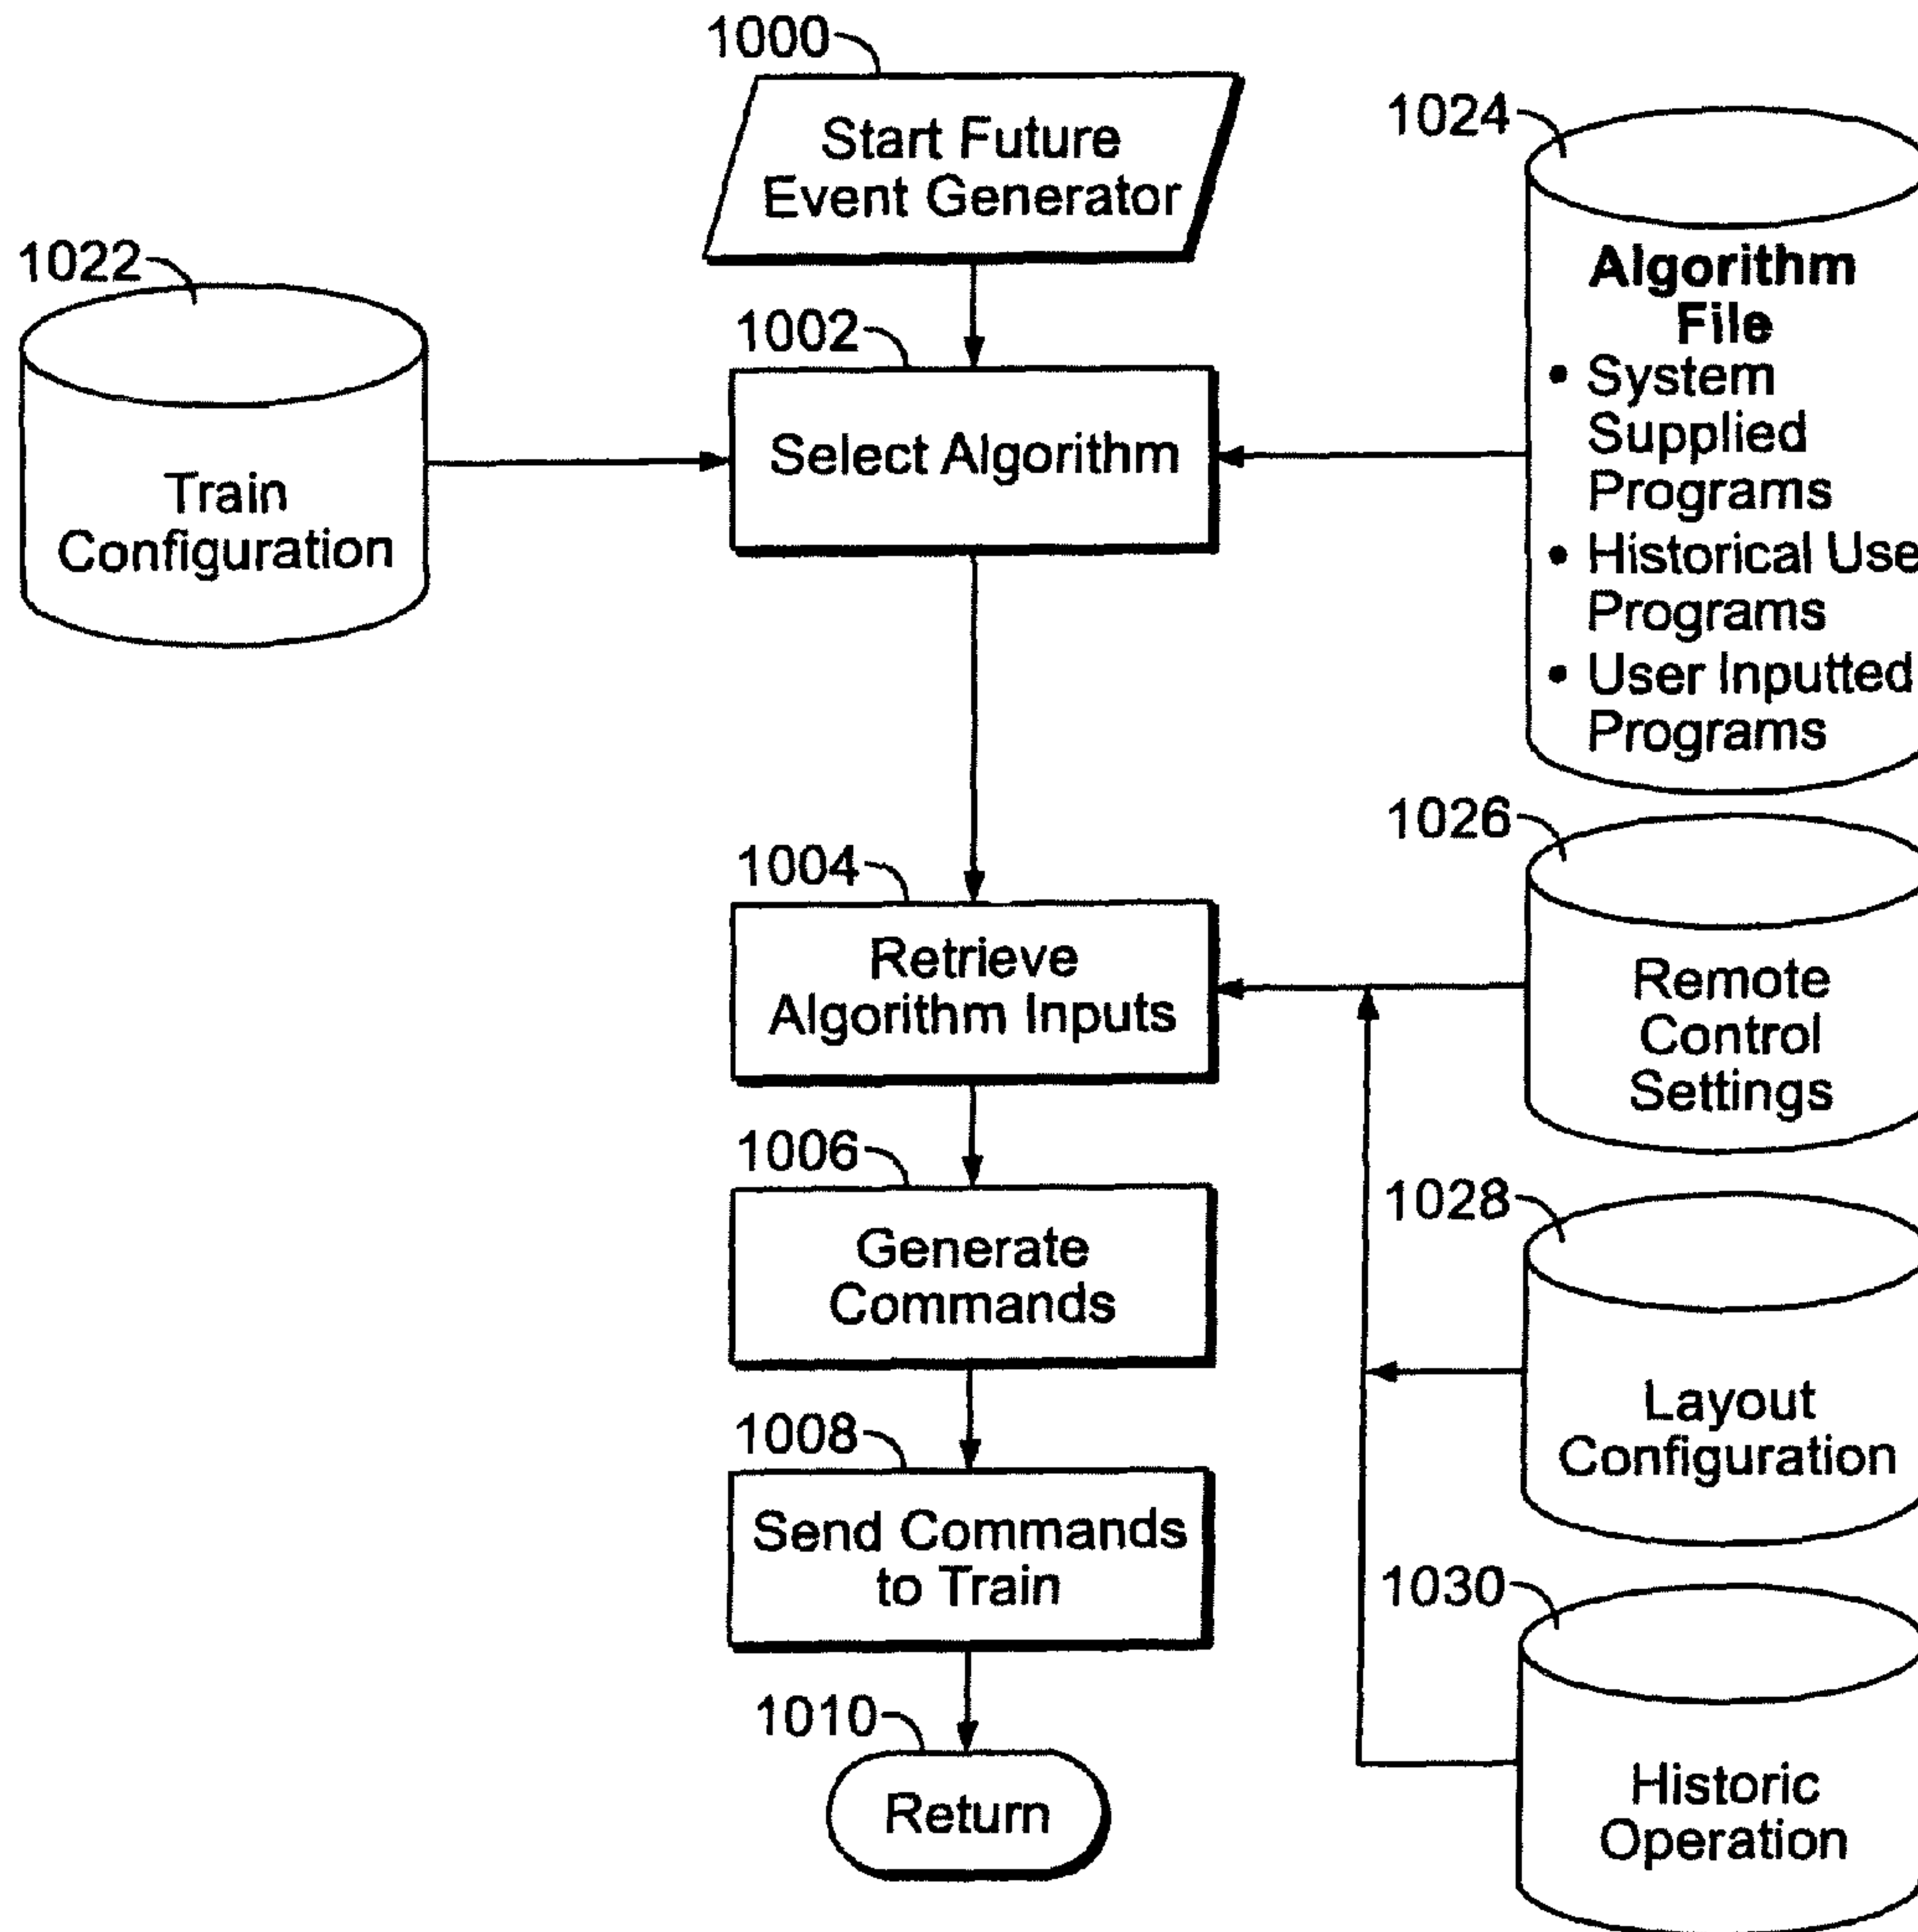 1000
Start Future
Event Generator
1022
Train
Configuration
1002
Select Algorithm
1024
Algorithm
File
• System
Supplied
Programs
• Historical Use
Programs
• User Inputted
Programs
1004
Retrieve
Algorithm Inputs
1026
Remote
Control
Settings
1006
Generate
Commands
1028
Layout
Configuration
1008
Send Commands
to Train
1030
Historic
Operation
1010
Return